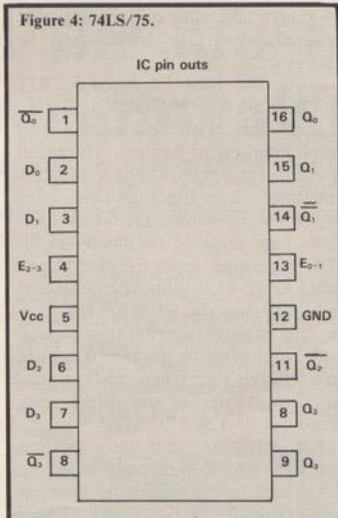 Figure 4: 74LS/75.
IC pin outs
Q̅₀ 1 16 Q₀
D₀ 2 15 Q₁
D₁ 3 14 Q̿₁
E₂₋₃ 4 13 E₀₋₁
Vcc 5 12 GND
D₂ 6 11 Q̅₂
D₃ 7 8 Q₂
Q̅₃ 8 9 Q₃